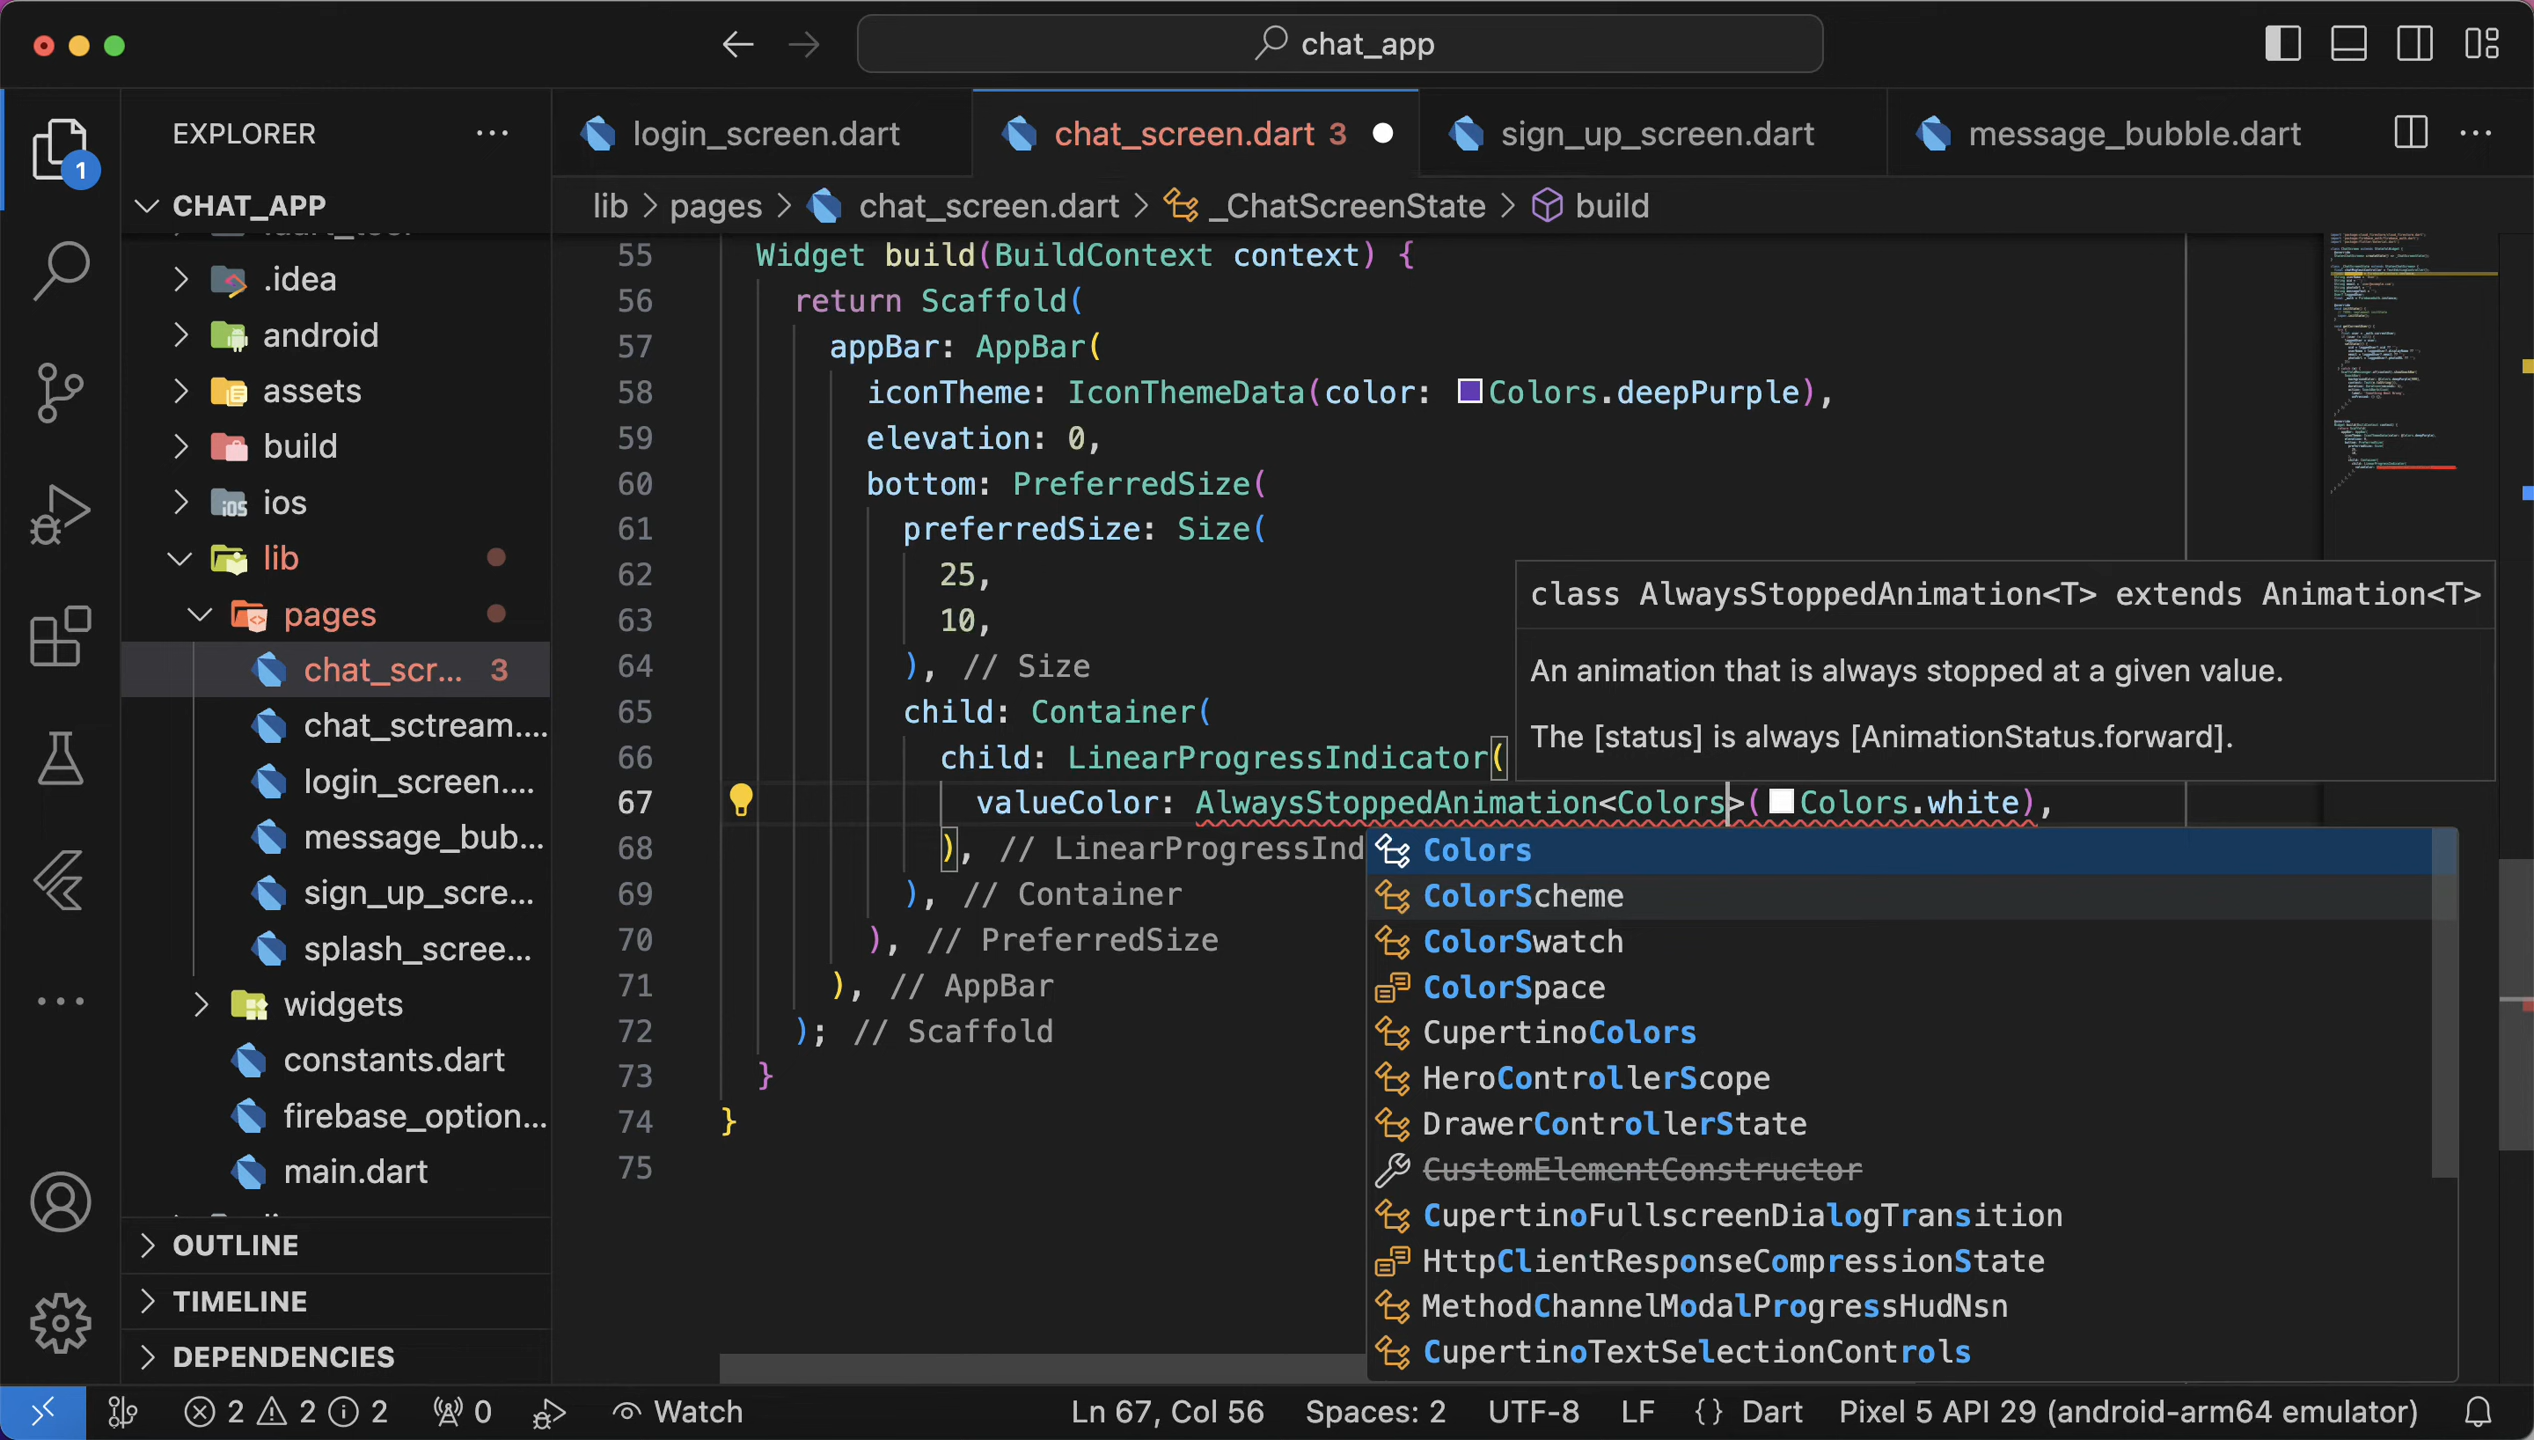 chat_app
EXPLORER
login_screen.dart
chat_screen.dart 3
sign_up_screen.dart
message_bubble.dart
1
CHAT_APP
lib > pages > chat_screen.dart > _ChatScreenState > build
.idea
android
assets
build
ios
lib
pages
chat_scr... 3
chat_sctream....
login_screen....
message_bub...
sign_up_scre...
splash_scree...
widgets
constants.dart
firebase_option...
main.dart
OUTLINE
TIMELINE
DEPENDENCIES
55 Widget build(BuildContext context) {
56 return Scaffold(
57 appBar: AppBar(
58 iconTheme: IconThemeData(color: Colors.deepPurple),
59 elevation: 0,
60 bottom: PreferredSize(
61 preferredSize: Size(
62 25,
63 10,
64 ), // Size
65 child: Container(
66 child: LinearProgressIndicator(
67 valueColor: AlwaysStoppedAnimation<Colors>(Colors.white),
68 ), // LinearProgressInd
69 ), // Container
70 ), // PreferredSize
71 ), // AppBar
72 ); // Scaffold
73 }
74 }
75
class AlwaysStoppedAnimation<T> extends Animation<T>
An animation that is always stopped at a given value.
The [status] is always [AnimationStatus.forward].
Colors
ColorScheme
ColorSwatch
ColorSpace
CupertinoColors
HeroControllerScope
DrawerControllerState
CustomElementConstructor
CupertinoFullscreenDialogTransition
HttpClientResponseCompressionState
MethodChannelModalProgressHudNsn
CupertinoTextSelectionControls
2 2 2 0 Watch Ln 67, Col 56 Spaces: 2 UTF-8 LF {} Dart Pixel 5 API 29 (android-arm64 emulator)